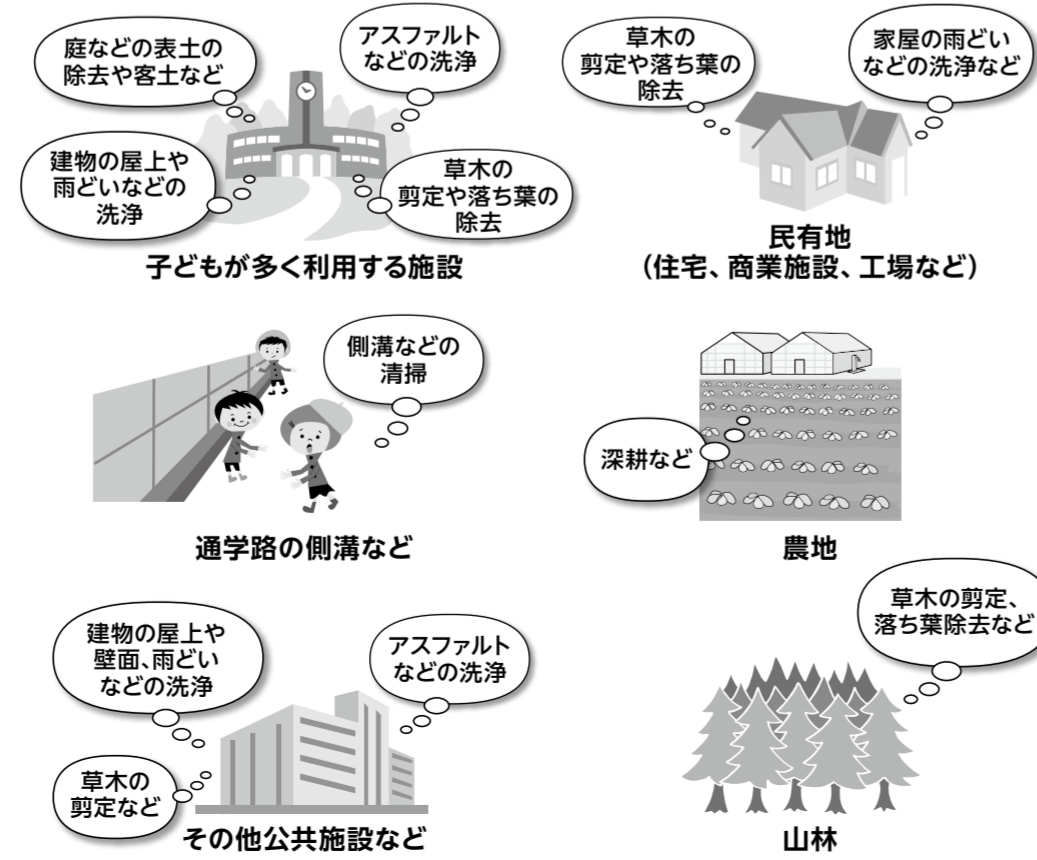 庭などの表土の
除去や客土など
アスファルト
などの洗浄
建物の屋上や
雨どいなどの
洗浄
草木の
剪定や落ち葉の
除去
子どもが多く利用する施設
草木の
剪定や落ち葉の
除去
家屋の雨どい
などの洗浄など
民有地
（住宅、商業施設、工場など）
側溝などの
清掃
通学路の側溝など
深耕など
農地
建物の屋上や
壁面、雨どい
などの洗浄
アスファルト
などの洗浄
草木の
剪定など
その他公共施設など
草木の剪定、
落ち葉除去など
山林